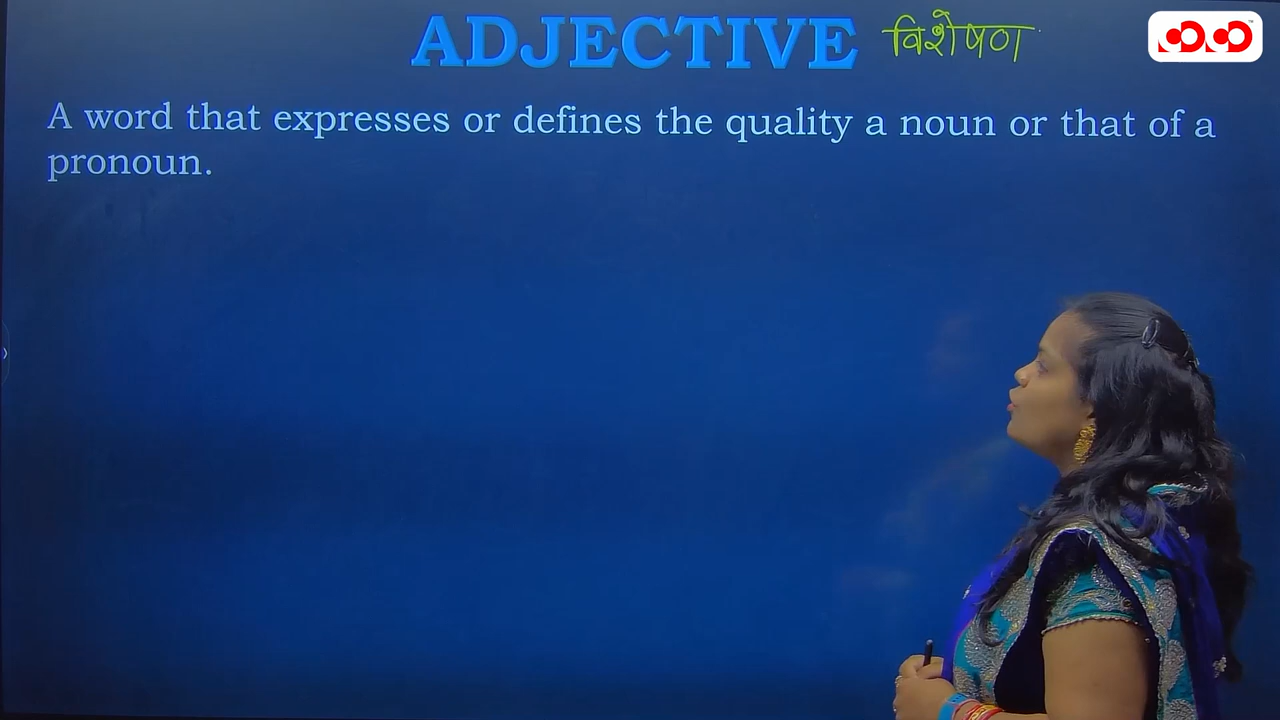 ADJECTIVE विशेषण
A word that expresses or defines the quality a noun or that of a
pronoun.